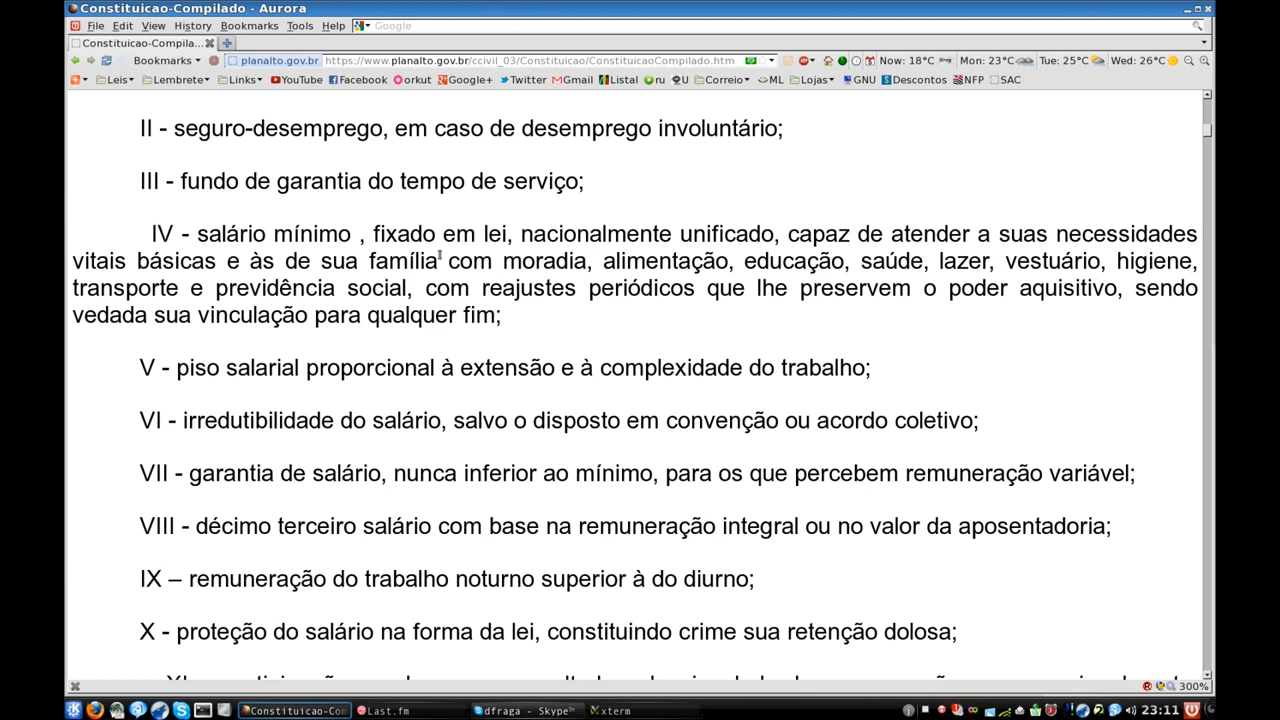 Constituicao-Compilado - Aurora
File Edit View History Bookmarks Tools Help Google
Constituicao-Compila...
Bookmarks planalto.gov.br https://www.planalto.gov.br/ccivil_03/Constituicao/ConstituicaoCompilado.htm Now: 18°C Mon: 23°C Tue: 25°C Wed: 26°C
Leis Lembrete Links YouTube Facebook orkut Google+ Twitter Gmail Listal ru U Correio ML Lojas GNU Descontos NFP SAC
II - seguro-desemprego, em caso de desemprego involuntário;
III - fundo de garantia do tempo de serviço;
IV - salário mínimo , fixado em lei, nacionalmente unificado, capaz de atender a suas necessidades
vitais básicas e às de sua família com moradia, alimentação, educação, saúde, lazer, vestuário, higiene,
transporte e previdência social, com reajustes periódicos que lhe preservem o poder aquisitivo, sendo
vedada sua vinculação para qualquer fim;
V - piso salarial proporcional à extensão e à complexidade do trabalho;
VI - irredutibilidade do salário, salvo o disposto em convenção ou acordo coletivo;
VII - garantia de salário, nunca inferior ao mínimo, para os que percebem remuneração variável;
VIII - décimo terceiro salário com base na remuneração integral ou no valor da aposentadoria;
IX – remuneração do trabalho noturno superior à do diurno;
X - proteção do salário na forma da lei, constituindo crime sua retenção dolosa;
300%
Constituicao-Com Last.fm dfraga - Skype™ xterm 23:11